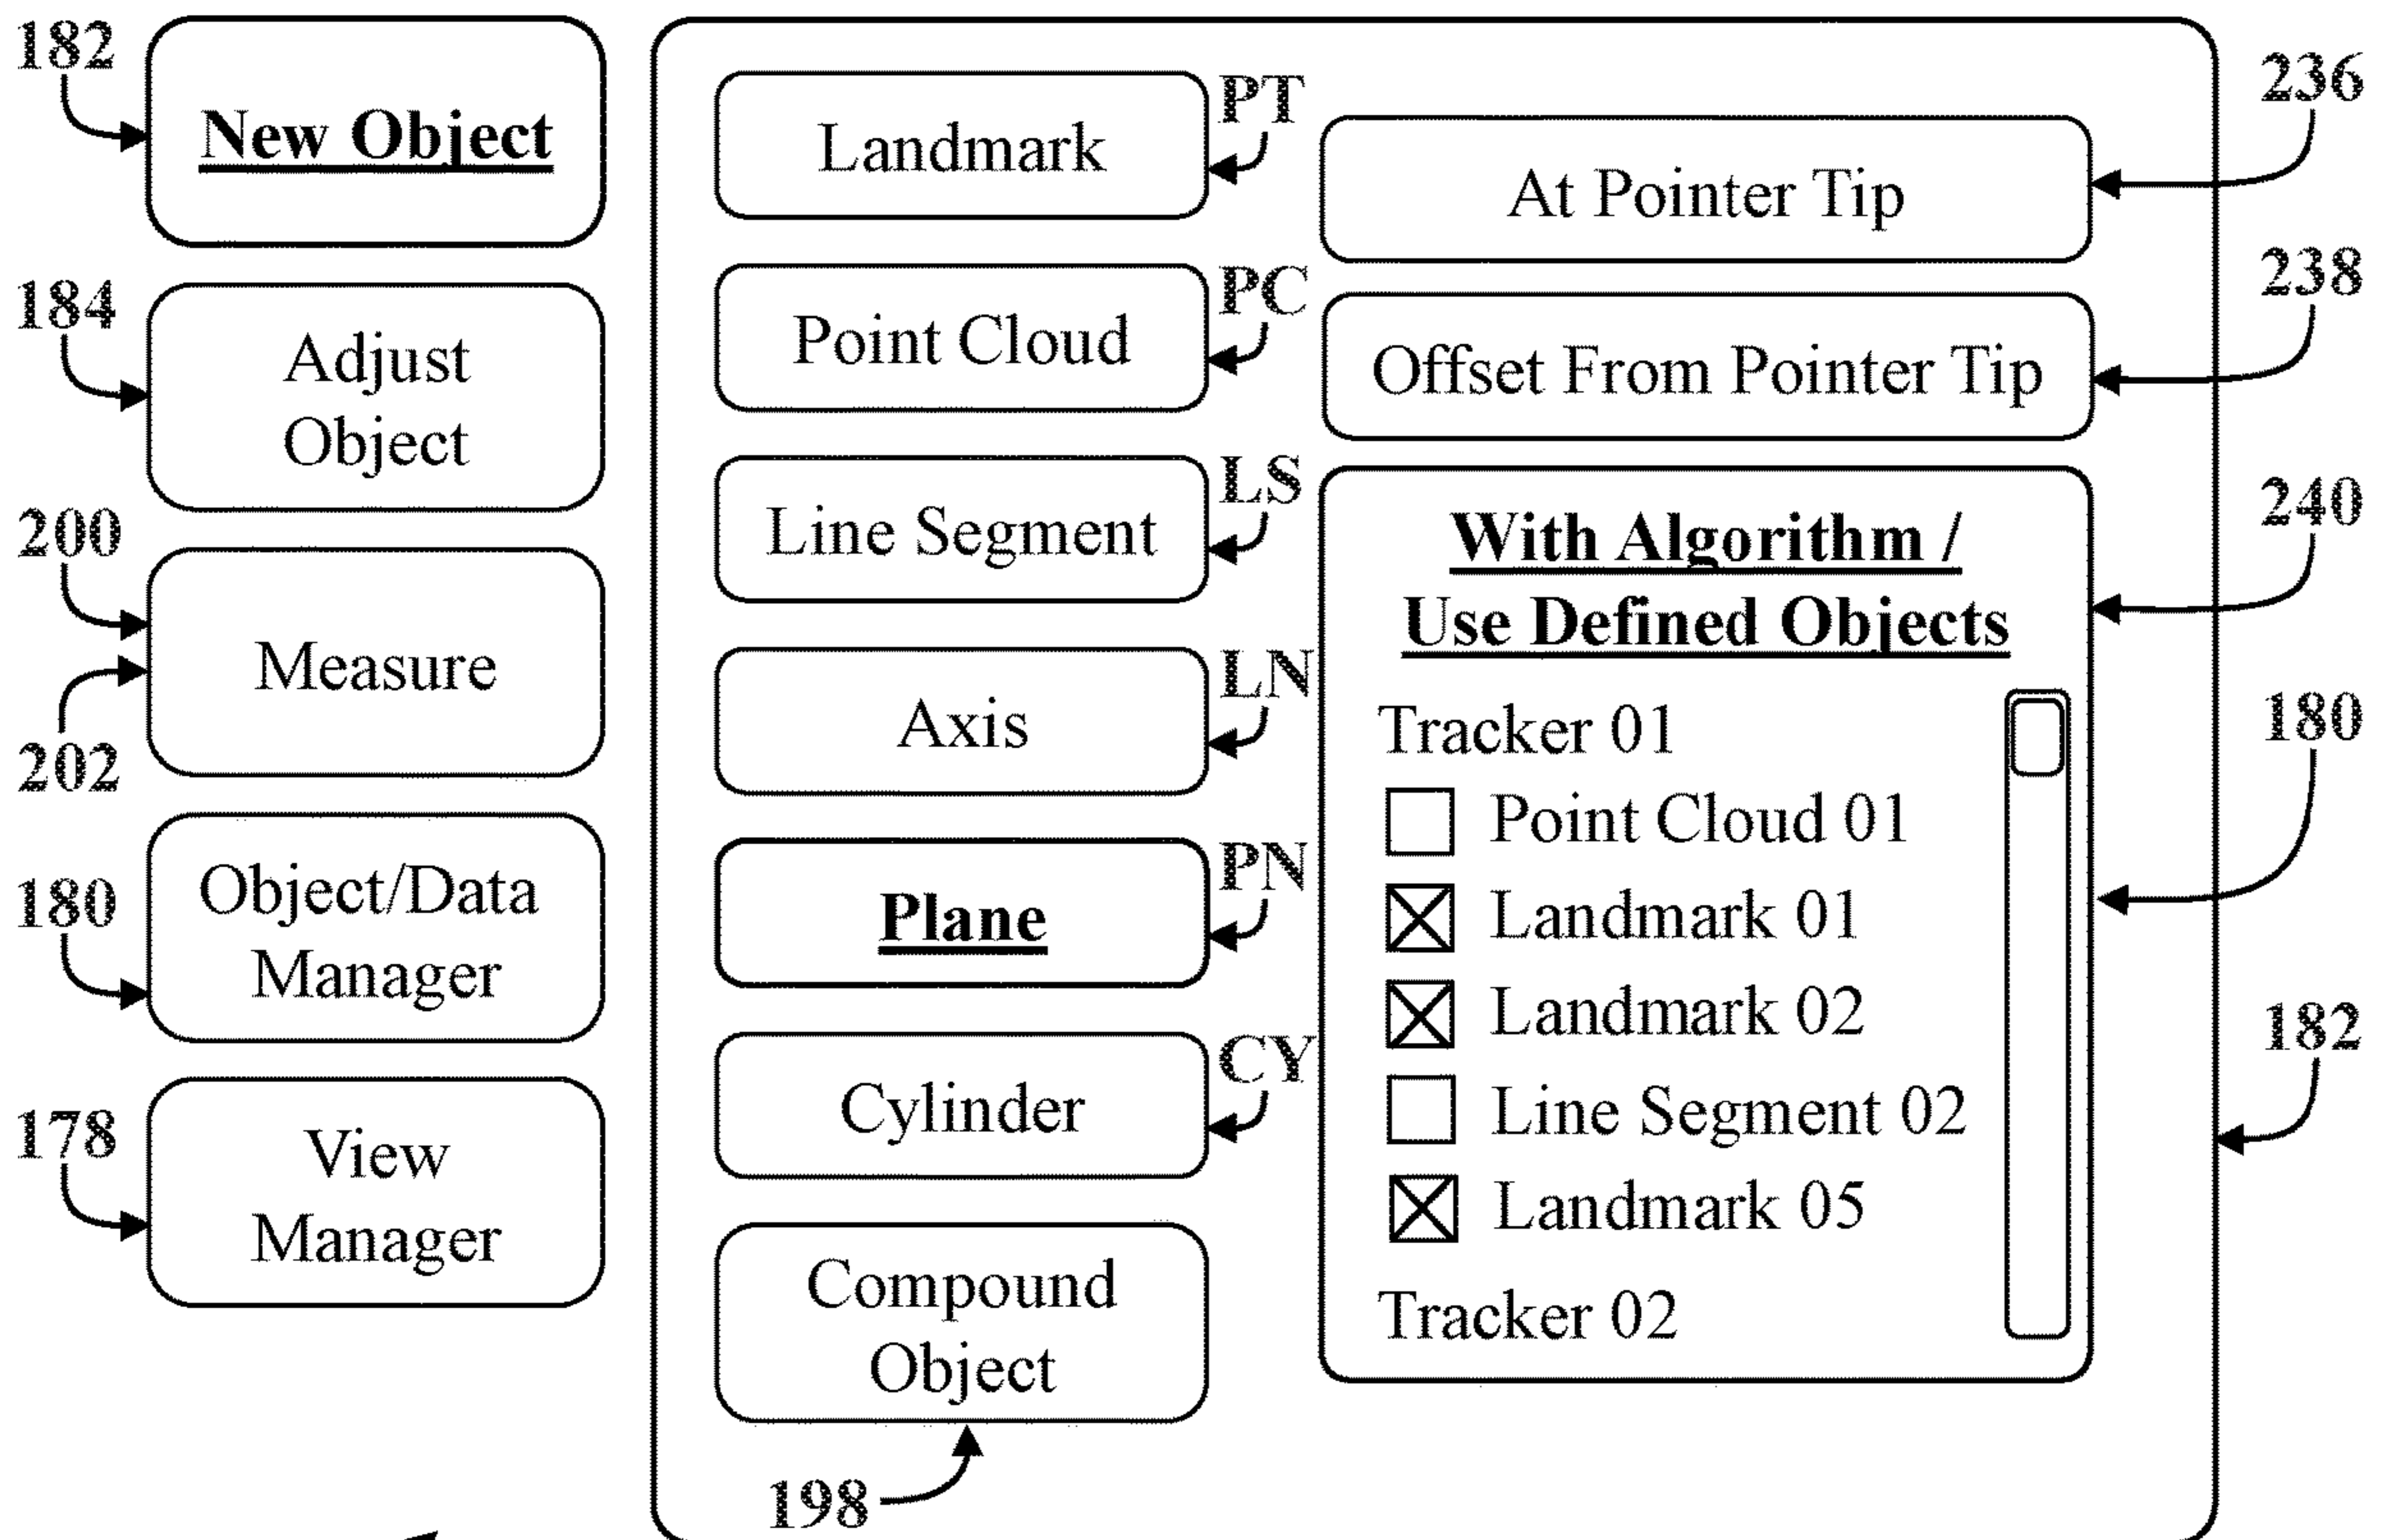 182
New Object
184
Adjust
Object
200
Measure
202
180
Object/Data
Manager
178
View
Manager
Landmark
PT
Point Cloud
PC
Line Segment
LS
Axis
LN
Plane
PN
Cylinder
CY
Compound
Object
198
At Pointer Tip
236
Offset From Pointer Tip
238
With Algorithm /
Use Defined Objects
240
Tracker 01
Point Cloud 01
Landmark 01
Landmark 02
Line Segment 02
Landmark 05
Tracker 02
180
182